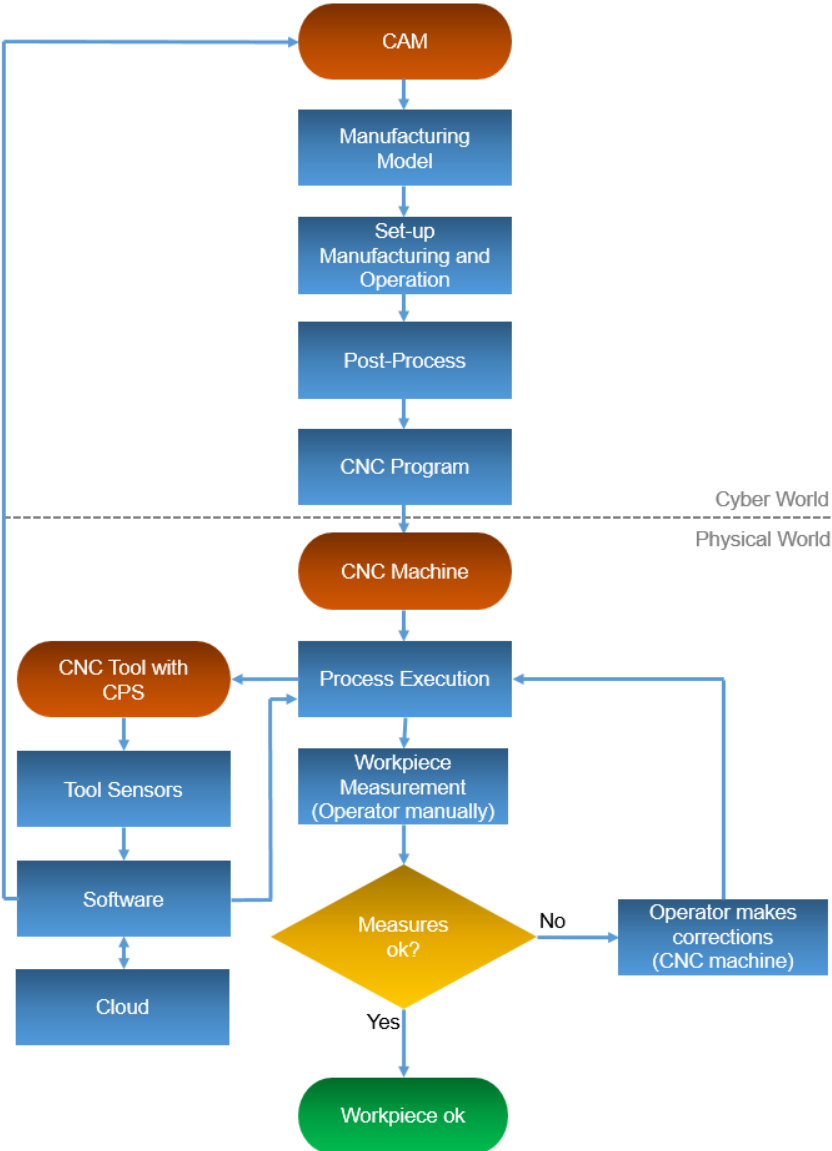 CAM
Manufacturing
Model
Set-up
Manufacturing and
Operation
Post-Process
CNC Program
Cyber World
Physical World
CNC Machine
CNC Tool with
CPS
Process Execution
Tool Sensors
Workpiece
Measurement
(Operator manually)
Software
Measures
ok?
No
Operator makes
corrections
(CNC machine)
Cloud
Yes
Workpiece ok